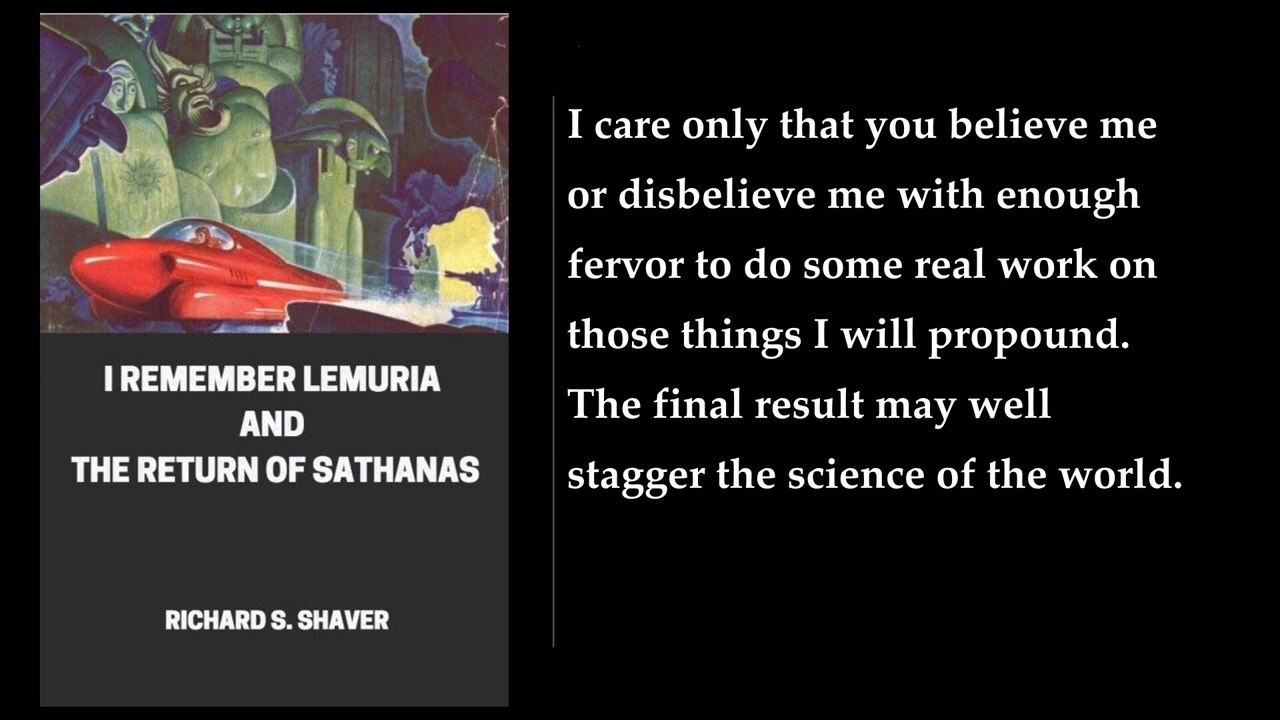 I REMEMBER LEMURIA
AND
THE RETURN OF SATHANAS
RICHARD S. SHAVER
I care only that you believe me
or disbelieve me with enough
fervor to do some real work on
those things I will propound.
The final result may well
stagger the science of the world.